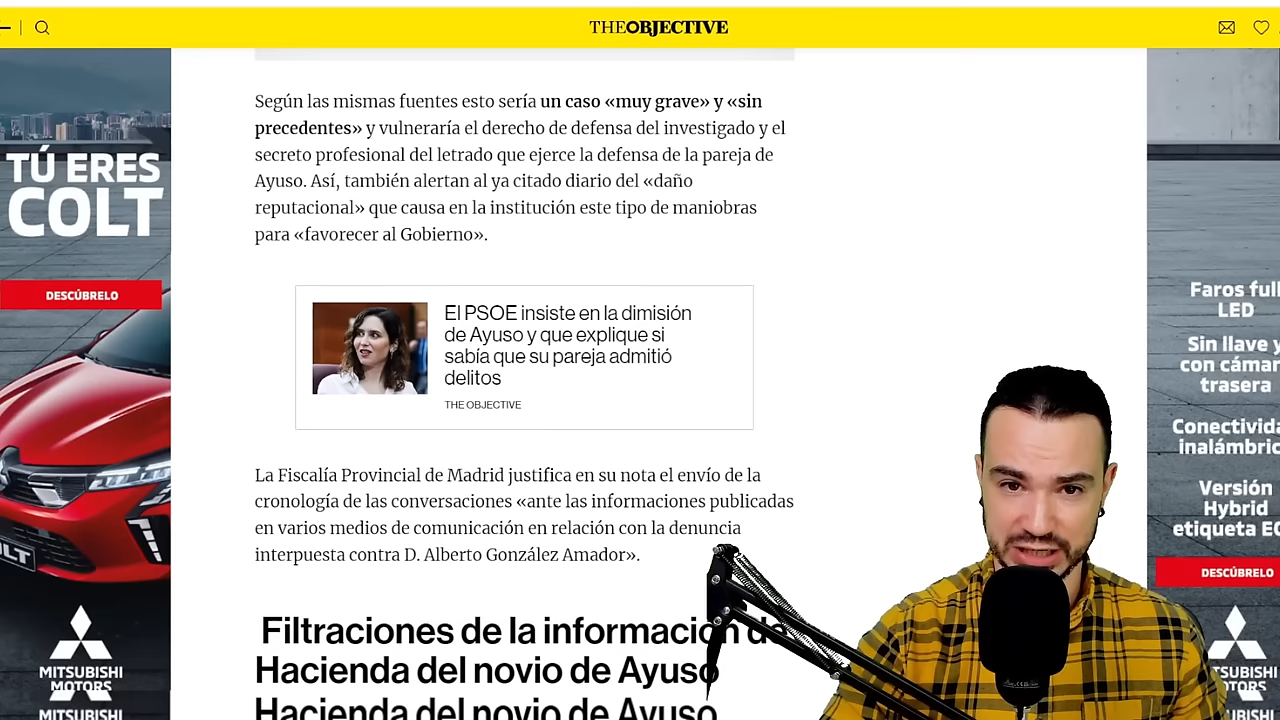 THEOBJECTIVE
Según las mismas fuentes esto sería un caso «muy grave» y «sin
precedentes» y vulneraría el derecho de defensa del investigado y el
secreto profesional del letrado que ejerce la defensa de la pareja de
Ayuso. Así, también alertan al ya citado diario del «daño
reputacional» que causa en la institución este tipo de maniobras
para «favorecer al Gobierno».
El PSOE insiste en la dimisión
de Ayuso y que explique si
sabía que su pareja admitió
delitos
THE OBJECTIVE
La Fiscalía Provincial de Madrid justifica en su nota el envío de la
cronología de las conversaciones «ante las informaciones publicadas
en varios medios de comunicación en relación con la denuncia
interpuesta contra D. Alberto González Amador».
Filtraciones de la información de
Hacienda del novio de Ayuso
Hacienda del novio de Ayuso
TÚ ERES
COLT
DESCÚBRELO
MITSUBISHI
MOTORS
MITSUBISHI
Faros full
LED
Sin llave y
con cámar
trasera
Conectivida
inalámbric
Versión
Hybrid
etiqueta EC
DESCÚBRELO